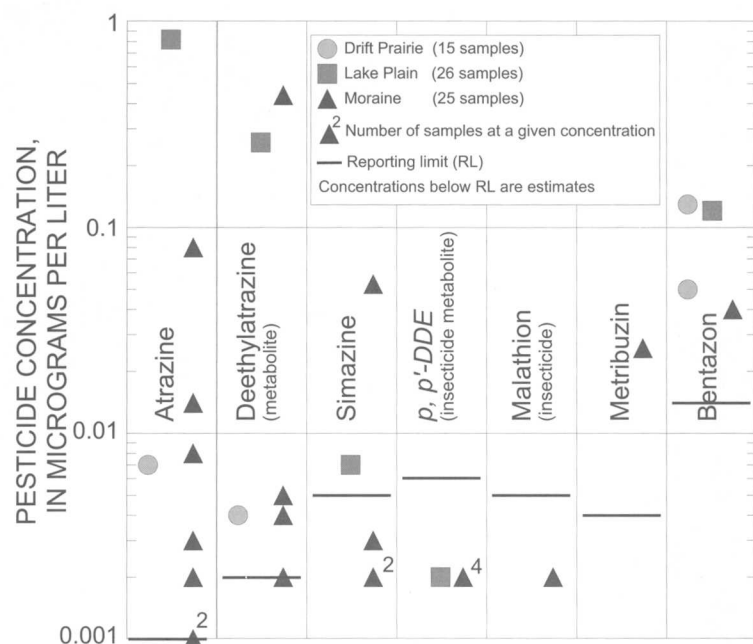 PESTICIDE CONCENTRATION,
IN MICROGRAMS PER LITER
1
0.1
0.01
0.001
Drift Prairie (15 samples)
Lake Plain (26 samples)
Moraine (25 samples)
2 Number of samples at a given concentration
Reporting limit (RL)
Concentrations below RL are estimates
Atrazine
Deethylatrazine
(metabolite)
Simazine
p, p'-DDE
(insecticide metabolite)
Malathion
(insecticide)
Metribuzin
Bentazon
2
2
4